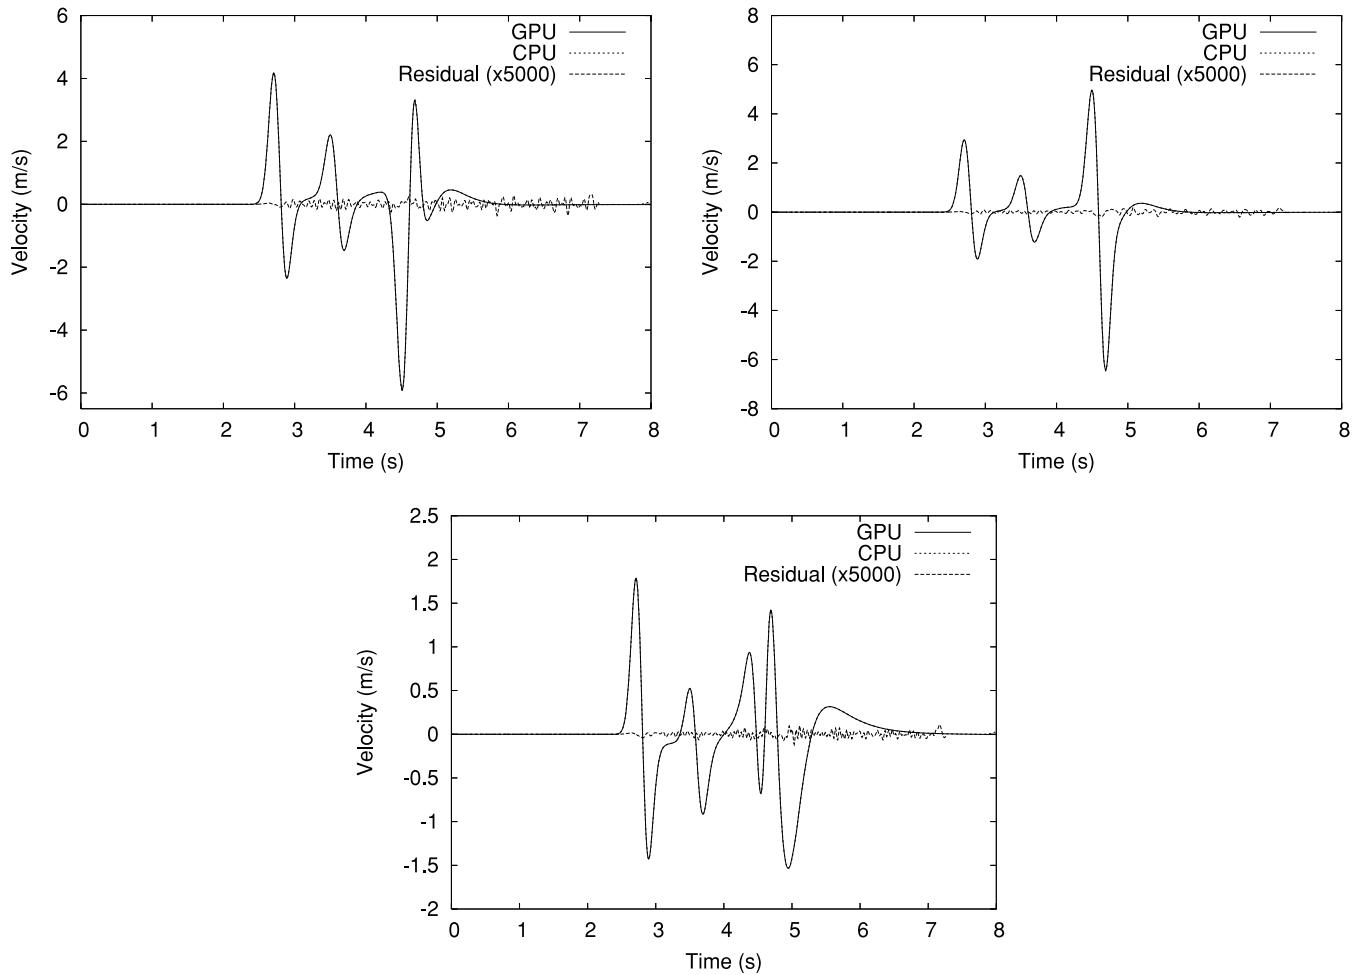 6
4
2
0
-2
-4
-6
Velocity (m/s)
GPU
CPU
Residual (x5000)
0 1 2 3 4 5 6 7 8
Time (s)
8
6
4
2
0
-2
-4
-6
-8
Velocity (m/s)
GPU
CPU
Residual (x5000)
0 1 2 3 4 5 6 7 8
Time (s)
2.5
2
1.5
1
0.5
0
-0.5
-1
-1.5
-2
Velocity (m/s)
GPU
CPU
Residual (x5000)
0 1 2 3 4 5 6 7 8
Time (s)